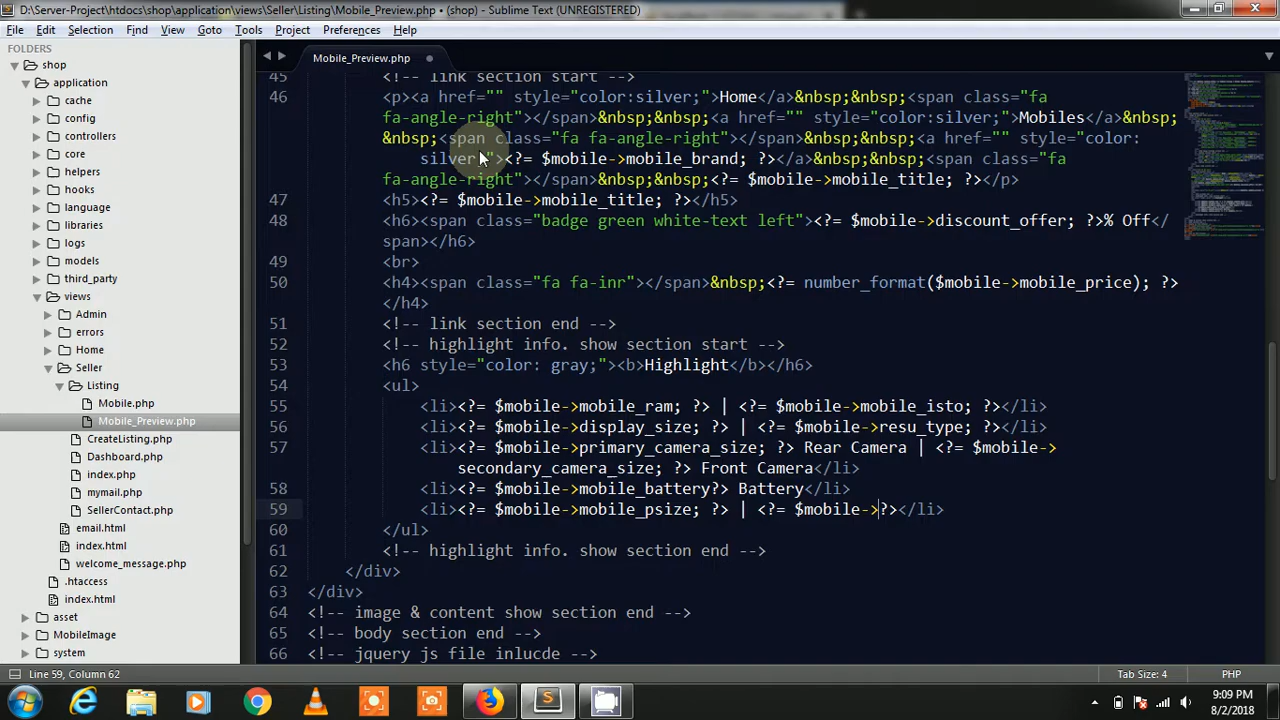 D:\Server-Project\htdocs\shop\application\views\Seller\Listing\Mobile_Preview.php • (shop) - Sublime Text (UNREGISTERED)
File Edit Selection Find View Goto Tools Project Preferences Help
FOLDERS
shop
application
cache
config
controllers
core
helpers
hooks
language
libraries
logs
models
third_party
views
Admin
errors
Home
Seller
Listing
Mobile.php
Mobile_Preview.php
CreateListing.php
Dashboard.php
index.php
mymail.php
SellerContact.php
email.html
index.html
welcome_message.php
.htaccess
index.html
asset
MobileImage
system
Mobile_Preview.php
45 <!-- link section start -->
46 <p><a href="" style="color:silver;">Home</a>&nbsp;&nbsp;<span class="fa
fa-angle-right"></span>&nbsp;&nbsp;<a href="" style="color:silver;">Mobiles</a>&nbsp;
&nbsp;<span class="fa fa-angle-right"></span>&nbsp;&nbsp;<a href="" style="color:
silver;"><?= $mobile->mobile_brand; ?></a>&nbsp;&nbsp;<span class="fa
fa-angle-right"></span>&nbsp;&nbsp;<?= $mobile->mobile_title; ?></p>
47 <h5><?= $mobile->mobile_title; ?></h5>
48 <h6><span class="badge green white-text left"><?= $mobile->discount_offer; ?>% Off</
span></h6>
49 <br>
50 <h4><span class="fa fa-inr"></span>&nbsp;<?= number_format($mobile->mobile_price); ?>
</h4>
51 <!-- link section end -->
52 <!-- highlight info. show section start -->
53 <h6 style="color: gray;"><b>Highlight</b></h6>
54 <ul>
55 <li><?= $mobile->mobile_ram; ?> | <?= $mobile->mobile_isto; ?></li>
56 <li><?= $mobile->display_size; ?> | <?= $mobile->resu_type; ?></li>
57 <li><?= $mobile->primary_camera_size; ?> Rear Camera | <?= $mobile->
secondary_camera_size; ?> Front Camera</li>
58 <li><?= $mobile->mobile_battery?> Battery</li>
59 <li><?= $mobile->mobile_psize; ?> | <?= $mobile->?></li>
60 </ul>
61 <!-- highlight info. show section end -->
62 </div>
63 </div>
64 <!-- image & content show section end -->
65 <!-- body section end -->
66 <!-- jquery js file inlucde -->
Line 59, Column 62
Tab Size: 4
PHP
9:09 PM
8/2/2018